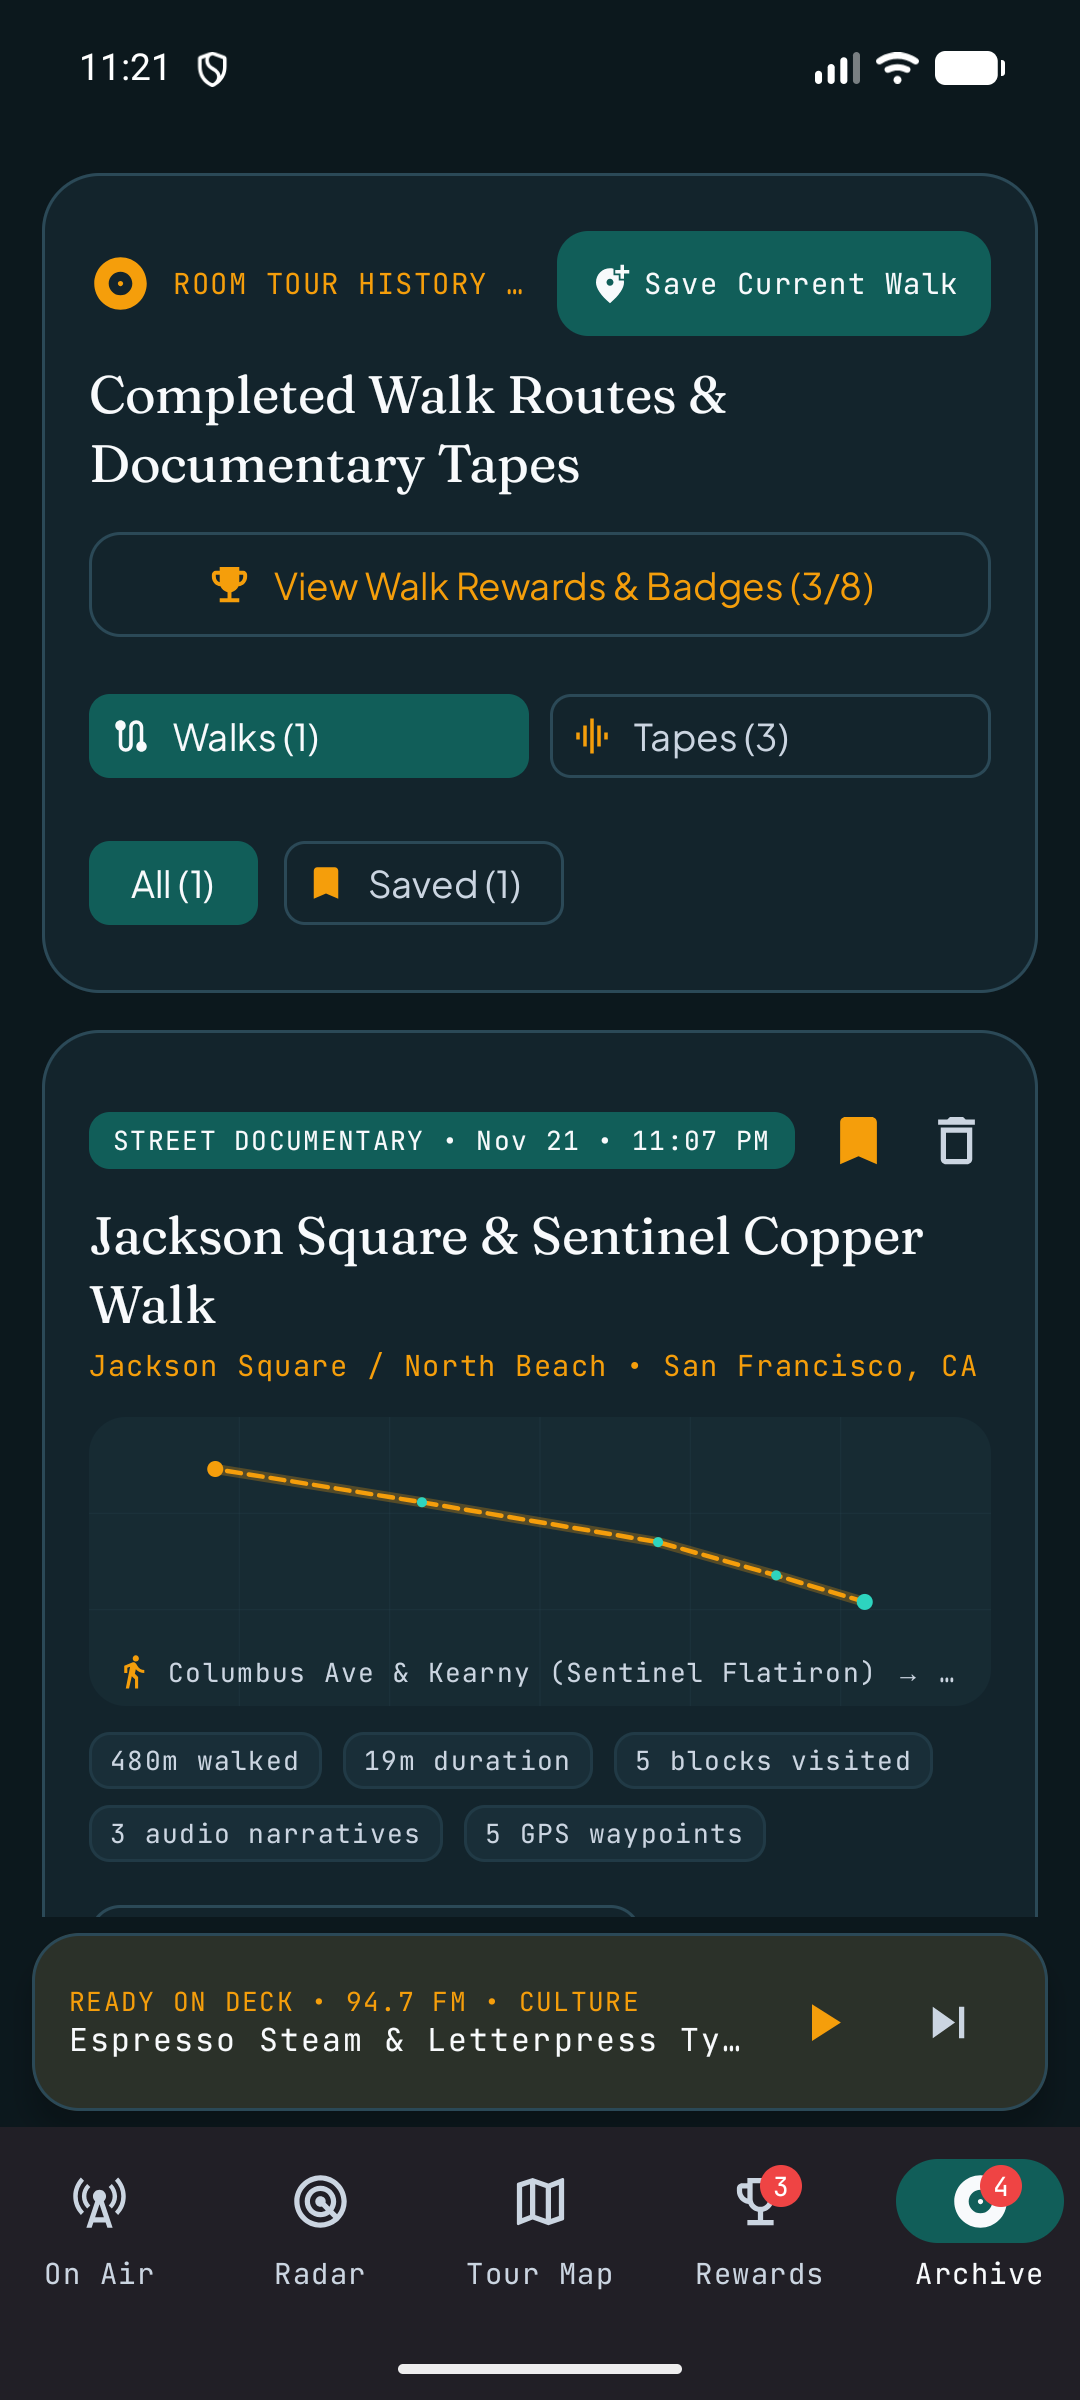 11:21
ROOM TOUR HISTORY …
Save Current Walk
Completed Walk Routes &
Documentary Tapes
View Walk Rewards & Badges (3/8)
Walks (1)
Tapes (3)
All (1)
Saved (1)
STREET DOCUMENTARY • Nov 21 • 11:07 PM
Jackson Square & Sentinel Copper
Walk
Jackson Square / North Beach • San Francisco, CA
Columbus Ave & Kearny (Sentinel Flatiron) → …
480m walked
19m duration
5 blocks visited
3 audio narratives
5 GPS waypoints
READY ON DECK • 94.7 FM • CULTURE
Espresso Steam & Letterpress Ty…
3
4
On Air
Radar
Tour Map
Rewards
Archive